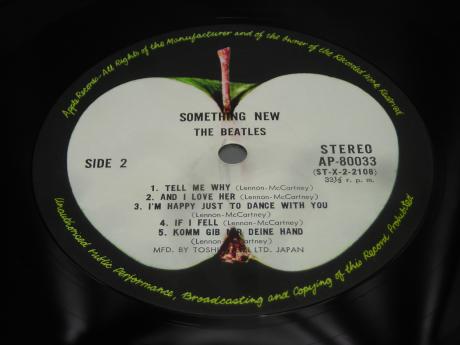 Apple Records · All Rights of the Manufacturer and of the Owner of the Recorded Work Reserved
SOMETHING NEW
THE BEATLES
SIDE 2
STEREO
AP-80033
(ST-X-2-2108)
33⅓ r. p. m.
1. TELL ME WHY (Lennon-McCartney)
2. AND I LOVE HER (Lennon-McCartney)
3. I'M HAPPY JUST TO DANCE WITH YOU
(Lennon-McCartney)
4. IF I FELL (Lennon-McCartney)
5. KOMM GIB MIR DEINE HAND
(Lennon-McCartney)
MFD. BY LTD. JAPAN
Unauthorised Public Performance, Broadcasting and Copying of this Record Prohibited